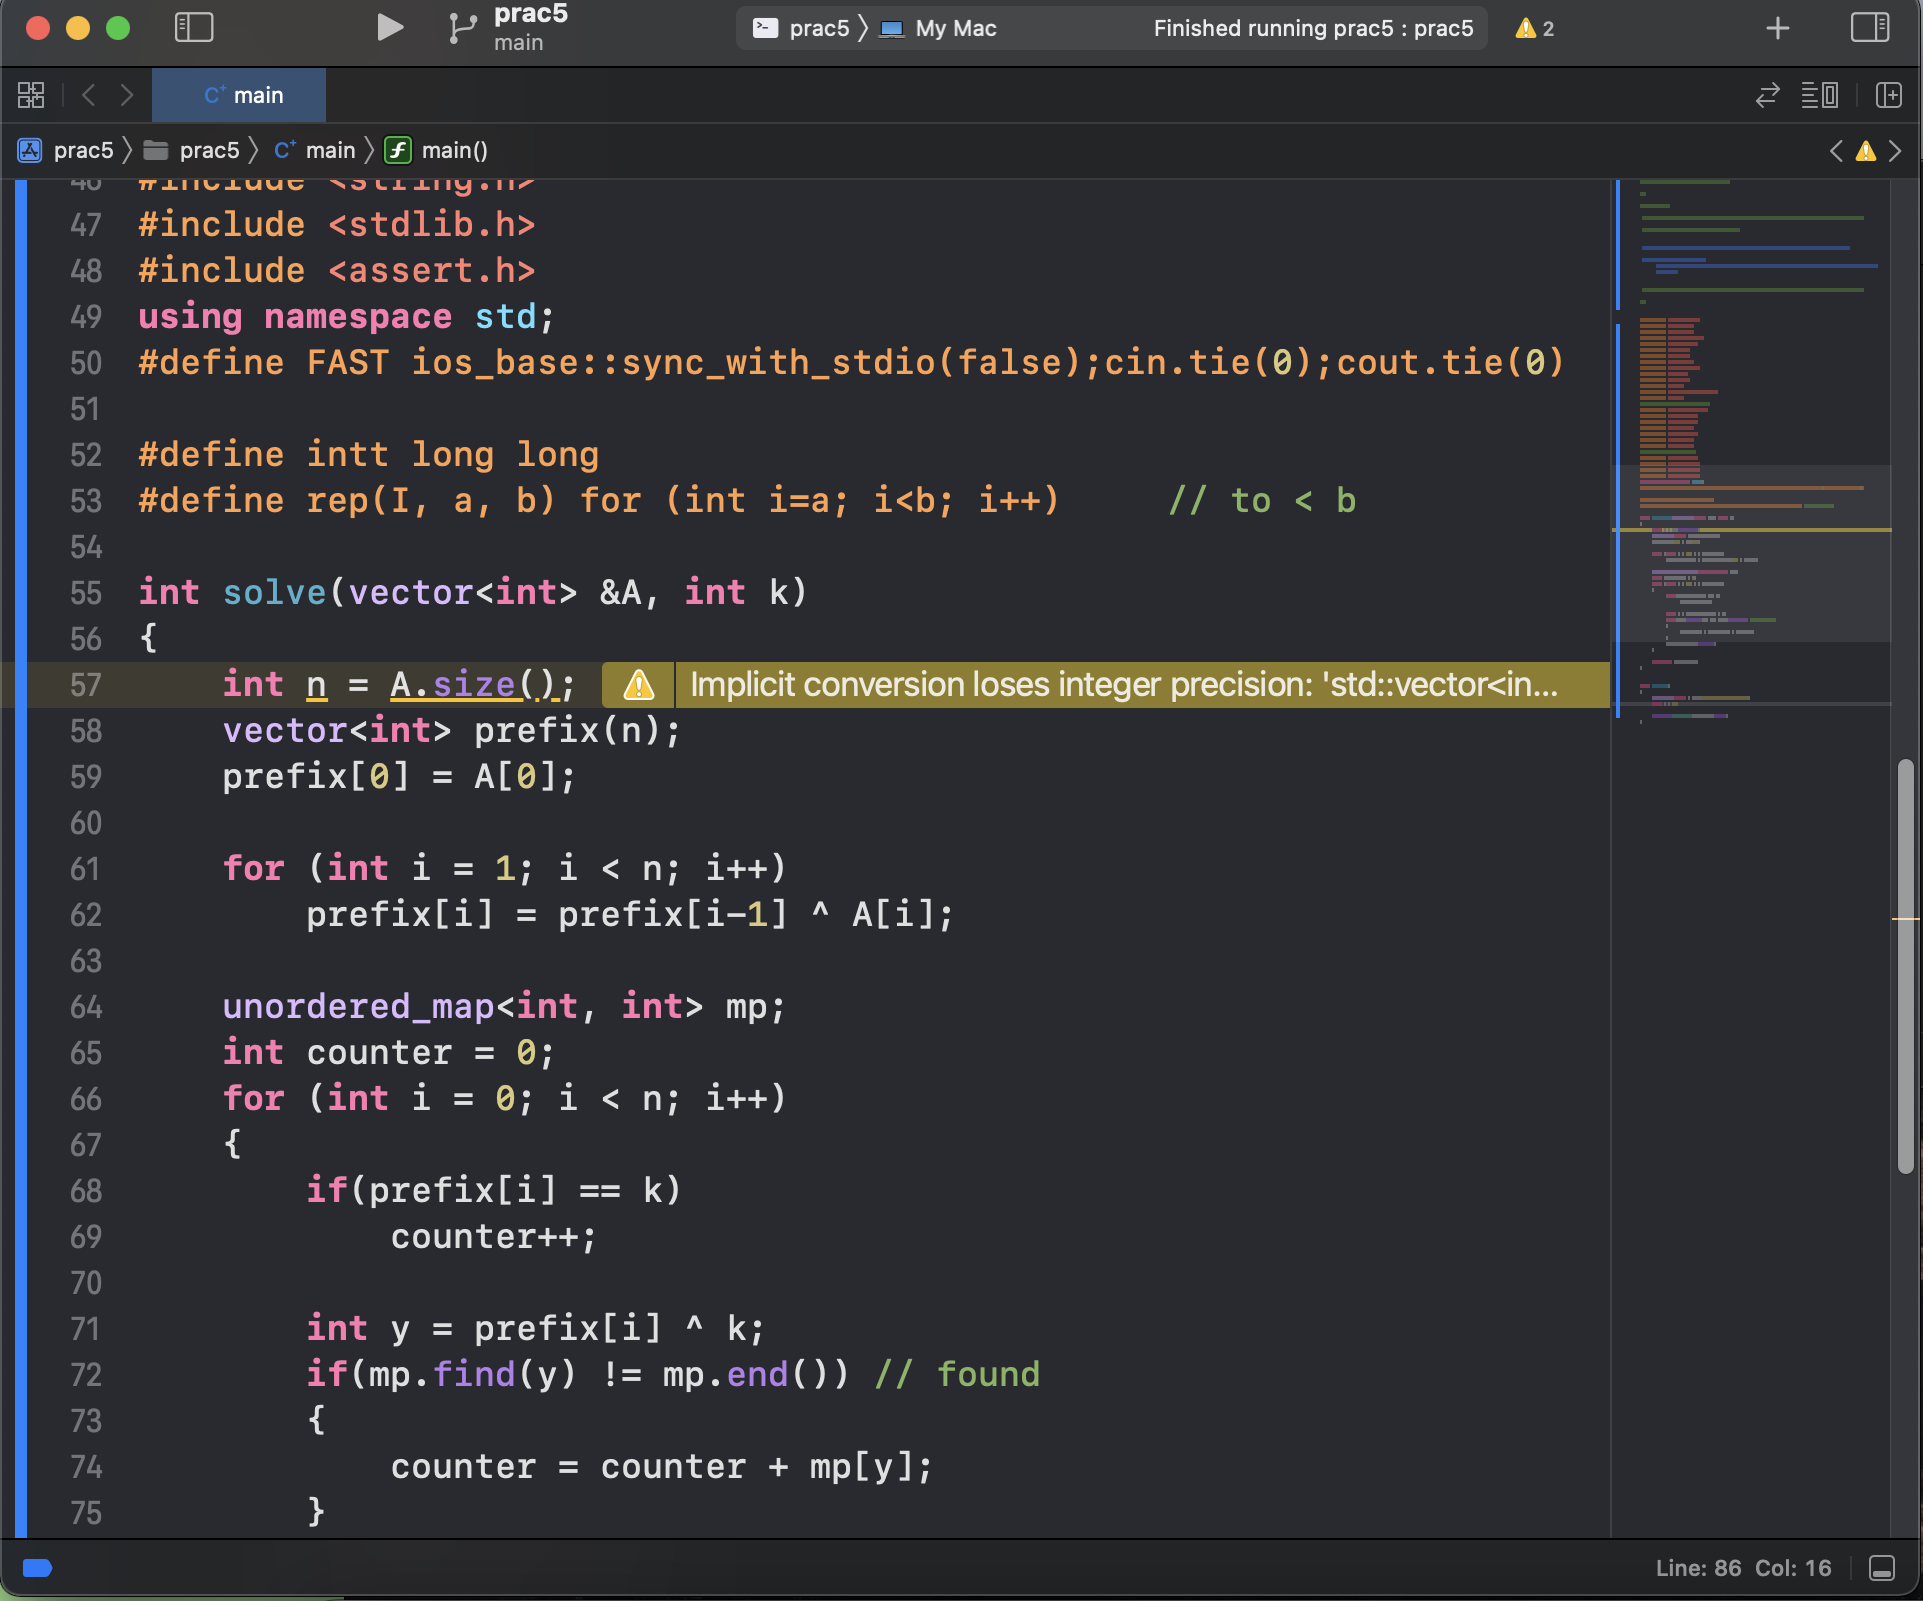 prac5
main
prac5 〉 My Mac
Finished running prac5 : prac5
2
C+ main
prac5 〉 prac5 〉 C+ main 〉 f main()
46 #include <string.h>
47 #include <stdlib.h>
48 #include <assert.h>
49 using namespace std;
50 #define FAST ios_base::sync_with_stdio(false);cin.tie(0);cout.tie(0)
51
52 #define intt long long
53 #define rep(I, a, b) for (int i=a; i<b; i++)     // to < b
54
55 int solve(vector<int> &A, int k)
56 {
57     int n = A.size(); Implicit conversion loses integer precision: 'std::vector<in...
58     vector<int> prefix(n);
59     prefix[0] = A[0];
60
61     for (int i = 1; i < n; i++)
62         prefix[i] = prefix[i-1] ^ A[i];
63
64     unordered_map<int, int> mp;
65     int counter = 0;
66     for (int i = 0; i < n; i++)
67     {
68         if(prefix[i] == k)
69             counter++;
70
71         int y = prefix[i] ^ k;
72         if(mp.find(y) != mp.end()) // found
73         {
74             counter = counter + mp[y];
75         }
Line: 86  Col: 16